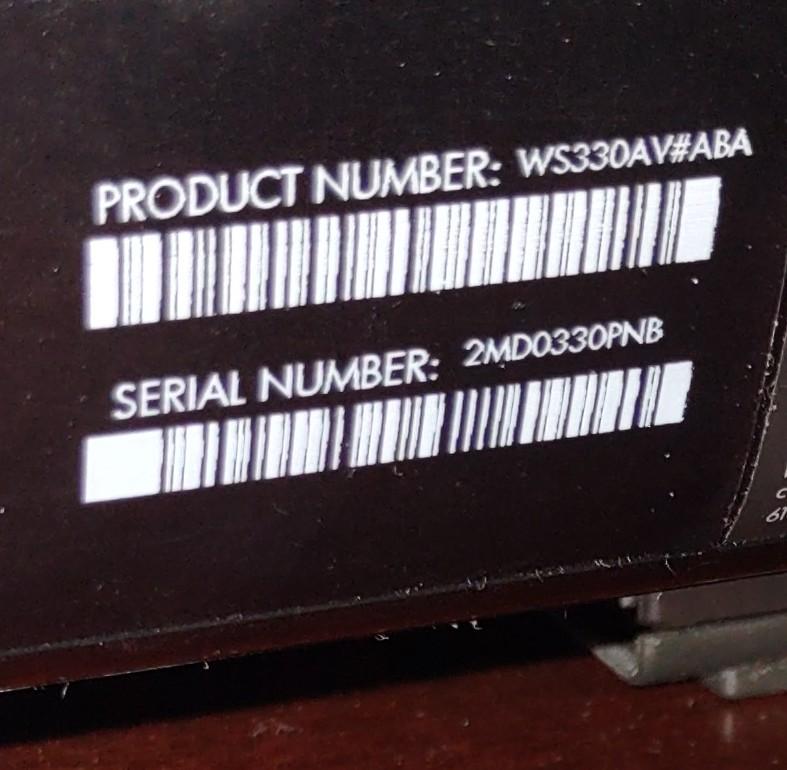 PRODUCT NUMBER: WS330AV#ABA
SERIAL NUMBER: 2MD0330PNB